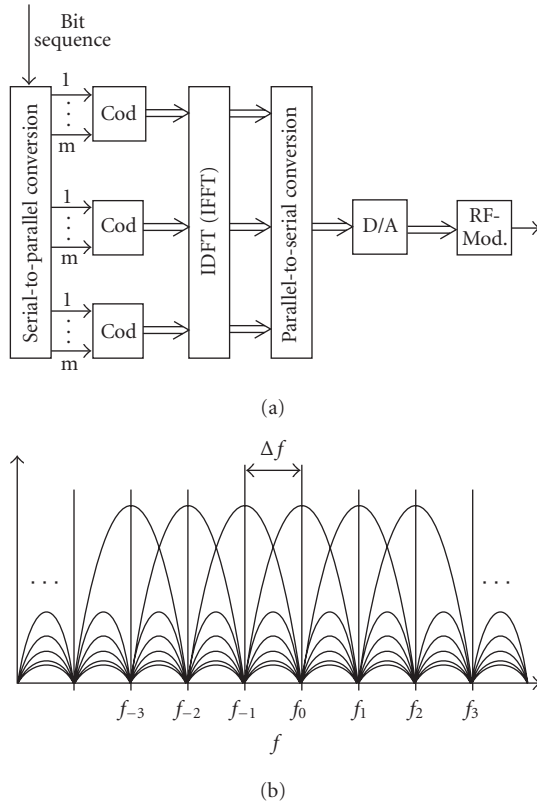 Bit
sequence
Serial-to-parallel conversion
1
...
m
Cod
1
...
m
Cod
1
...
m
Cod
IDFT (IFFT)
Parallel-to-serial conversion
D/A
RF-
Mod.
(a)
Δf
... ...
f₋₃ f₋₂ f₋₁ f₀ f₁ f₂ f₃
f
(b)